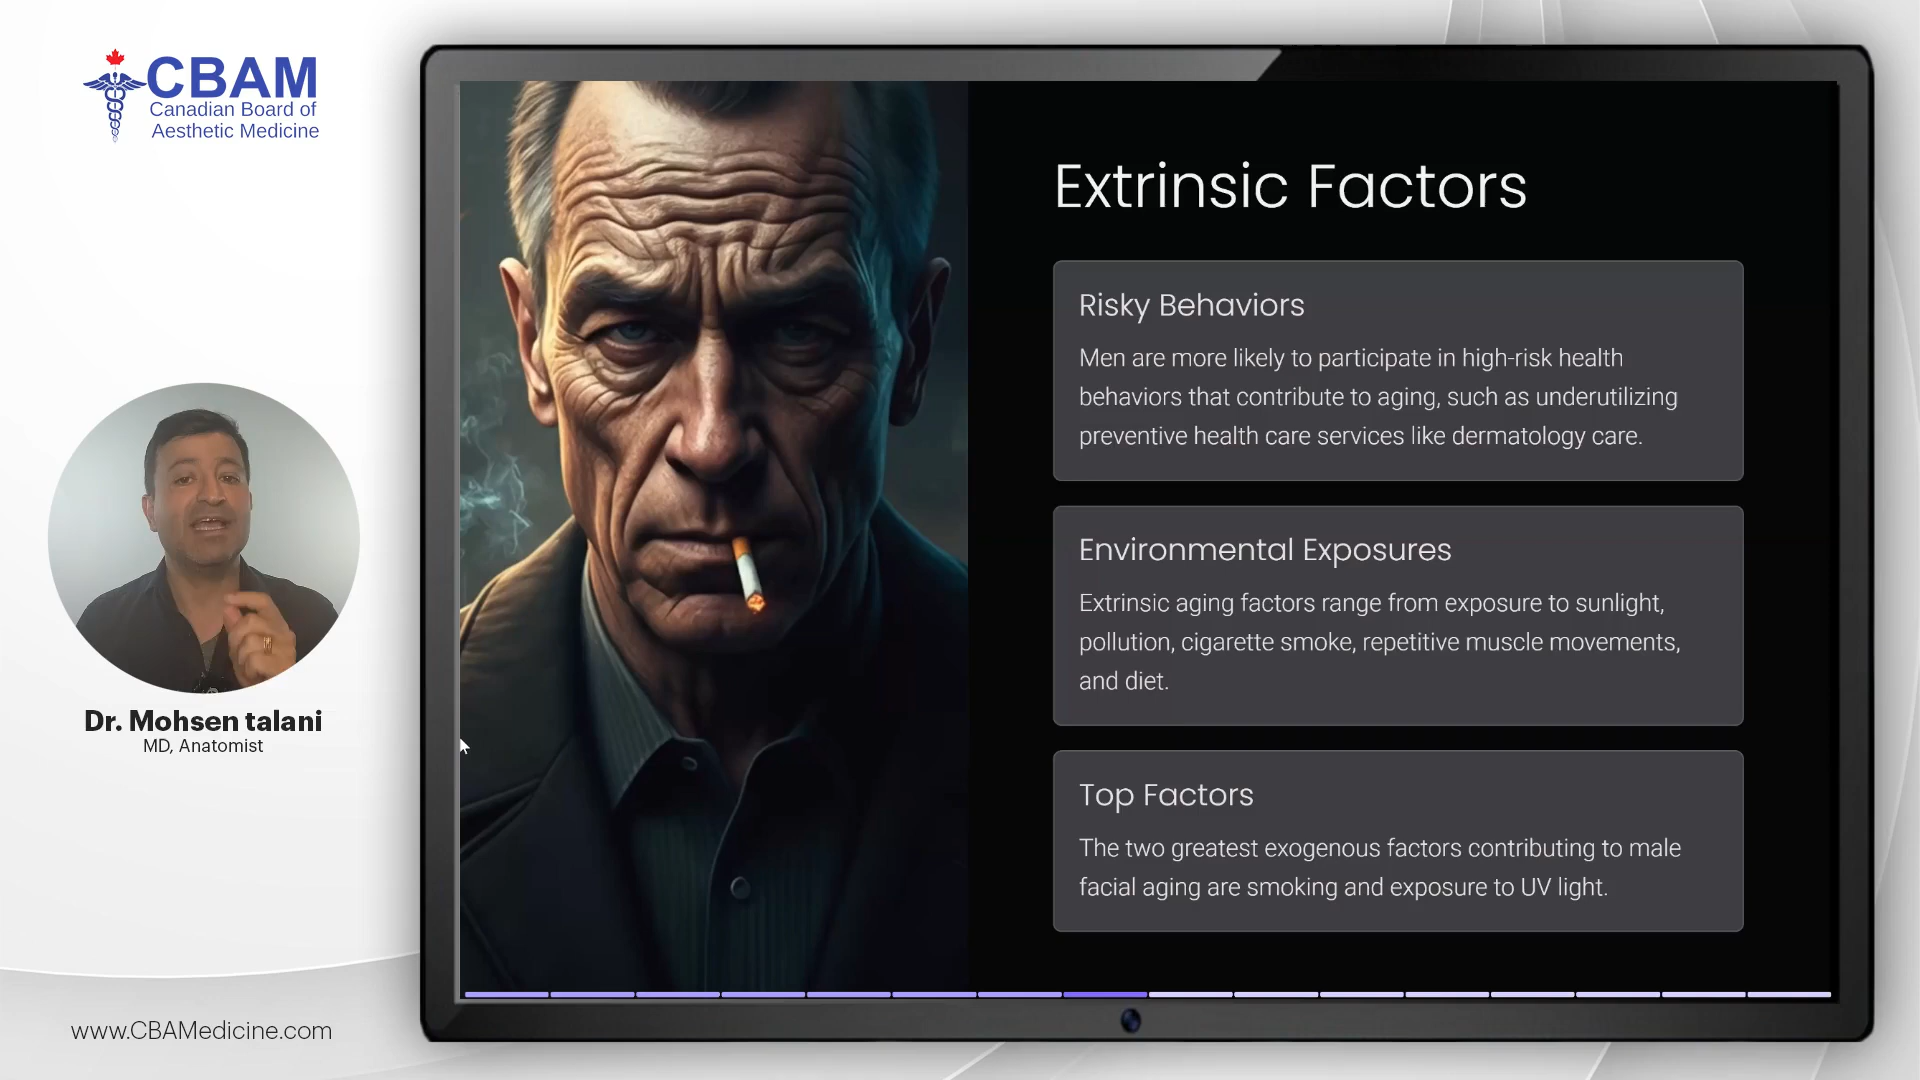 CBAM
Canadian Board of
Aesthetic Medicine
Dr. Mohsen talani
MD, Anatomist
www.CBAMedicine.com
Extrinsic Factors
Risky Behaviors
Men are more likely to participate in high-risk health
behaviors that contribute to aging, such as underutilizing
preventive health care services like dermatology care.
Environmental Exposures
Extrinsic aging factors range from exposure to sunlight,
pollution, cigarette smoke, repetitive muscle movements,
and diet.
Top Factors
The two greatest exogenous factors contributing to male
facial aging are smoking and exposure to UV light.